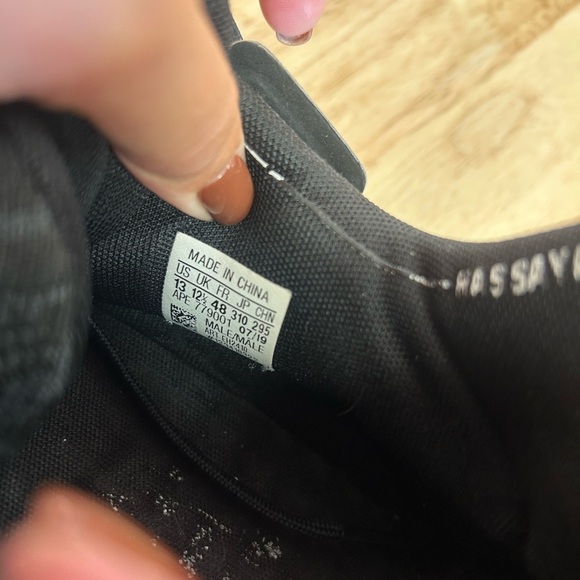 MADE IN CHINA
US UK FR JP CHN
13 12½ 48 310 295
APE 779001 07/19
MALE/MÂLE